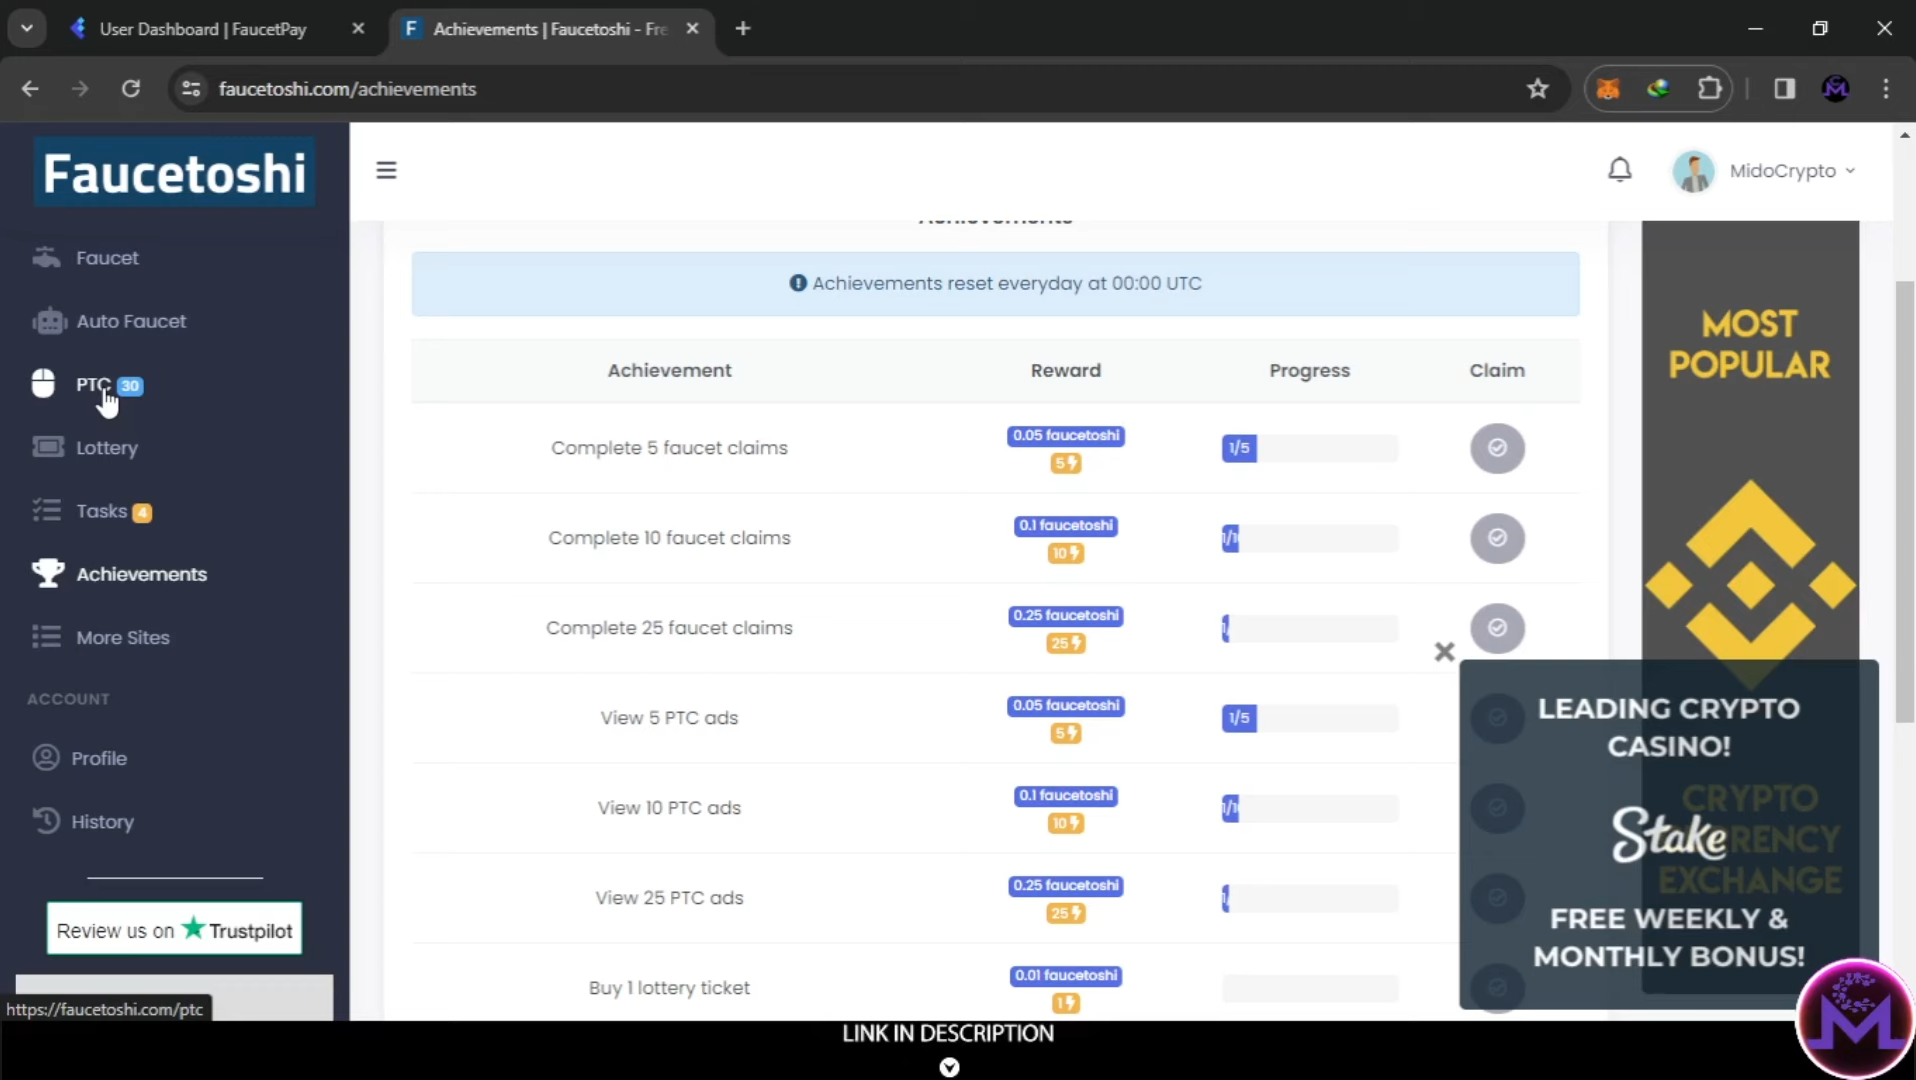 User Dashboard | FaucetPay
Achievements | Faucetoshi - Fre
faucetoshi.com/achievements
Faucetoshi
MidoCrypto
Faucet
Auto Faucet
PTC 30
Lottery
Tasks 4
Achievements
More Sites
ACCOUNT
Profile
History
Review us on Trustpilot
https://faucetoshi.com/ptc
Achievements
Achievements reset everyday at 00:00 UTC
Achievement Reward Progress Claim
Complete 5 faucet claims 0.05 faucetoshi 1/5
5
Complete 10 faucet claims 0.1 faucetoshi
10
Complete 25 faucet claims 0.25 faucetoshi
25
View 5 PTC ads 0.05 faucetoshi 1/5
5
View 10 PTC ads 0.1 faucetoshi
10
View 25 PTC ads 0.25 faucetoshi
25
Buy 1 lottery ticket 0.01 faucetoshi
1
MOST
POPULAR
CRYPTO
CURRENCY
EXCHANGE
LEADING CRYPTO
CASINO!
Stake
FREE WEEKLY &
MONTHLY BONUS!
LINK IN DESCRIPTION